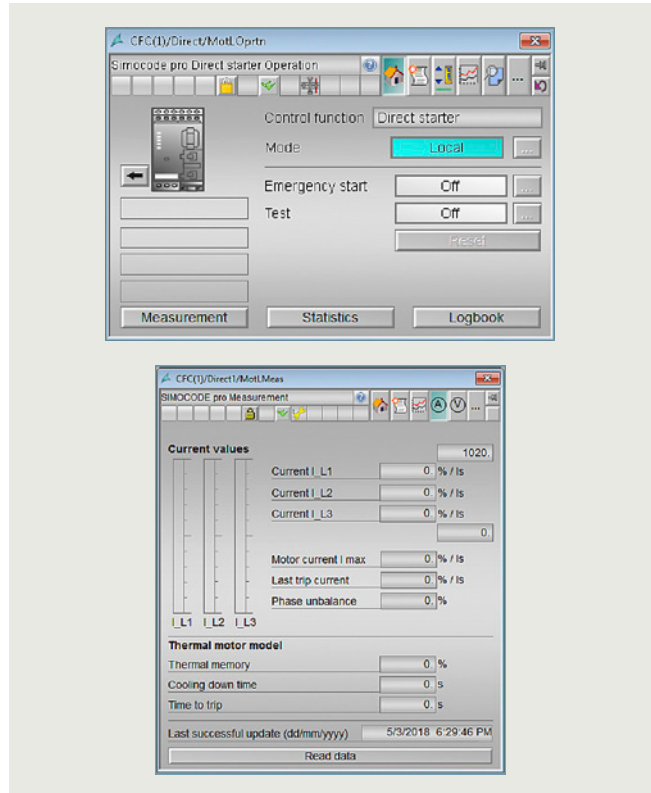 CFC(1)/Direct/MotLOprtn
Simocode pro Direct starter Operation
...
Control function Direct starter
Mode Local ...
Emergency start Off ...
Test Off ...
Reset
Measurement Statistics Logbook
CFC(1)/Direct1/MotLMeas
SIMOCODE pro Measurement
A V ...
Current values 1020.
Current I_L1 0. % / Is
Current I_L2 0. % / Is
Current I_L3 0. % / Is
0.
Motor current I max 0. % / Is
Last trip current 0. % / Is
Phase unbalance 0. %
I_L1 I_L2 I_L3
Thermal motor model
Thermal memory 0. %
Cooling down time 0. s
Time to trip 0. s
Last successful update (dd/mm/yyyy) 5/3/2018 6:29:46 PM
Read data